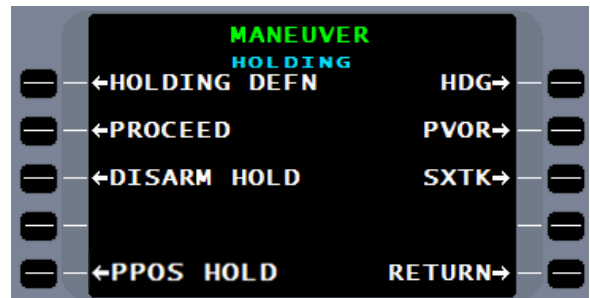 MANEUVER
HOLDING
←HOLDING DEFN HDG→
←PROCEED PVOR→
←DISARM HOLD SXTK→
←PPOS HOLD RETURN→